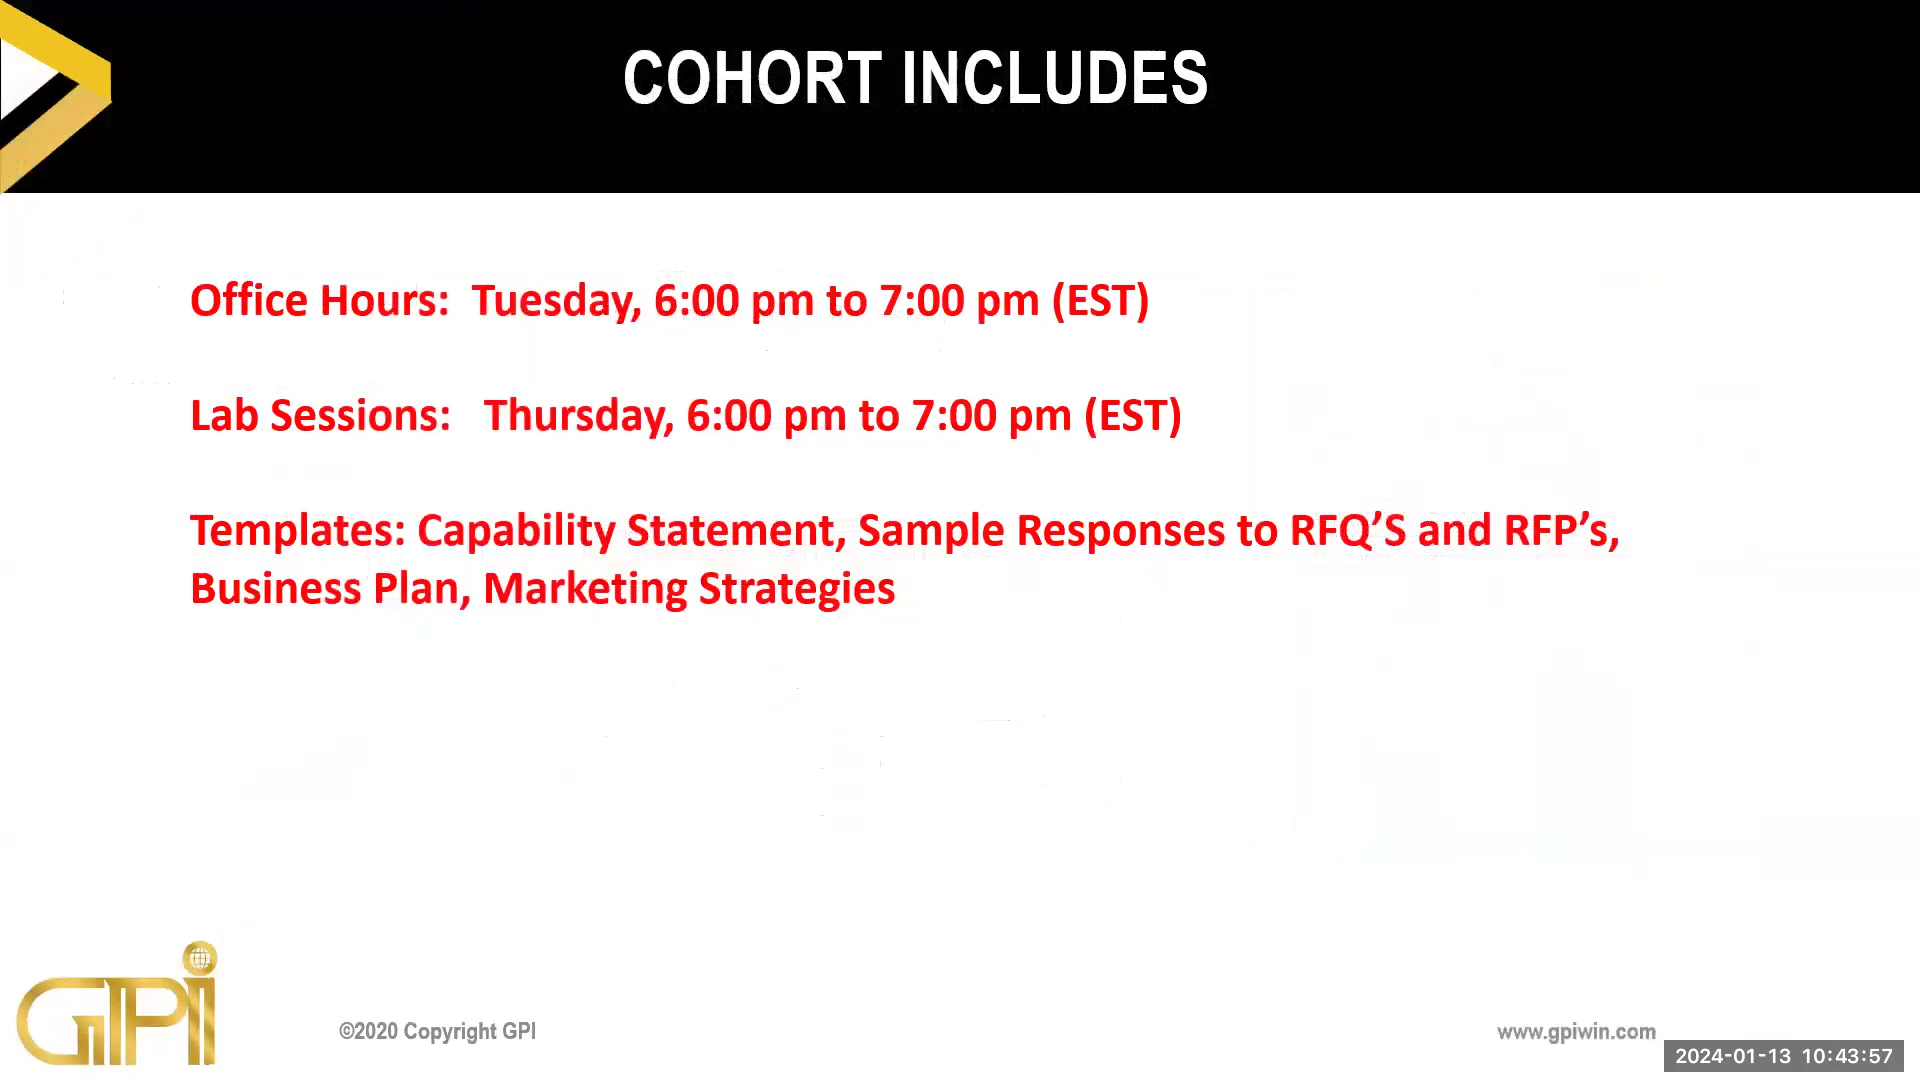 COHORT INCLUDES
Office Hours:  Tuesday, 6:00 pm to 7:00 pm (EST)
Lab Sessions:   Thursday, 6:00 pm to 7:00 pm (EST)
Templates: Capability Statement, Sample Responses to RFQ’S and RFP’s,
Business Plan, Marketing Strategies
GPi
©2020 Copyright GPI
www.gpiwin.com
2024-01-13  10:43:57